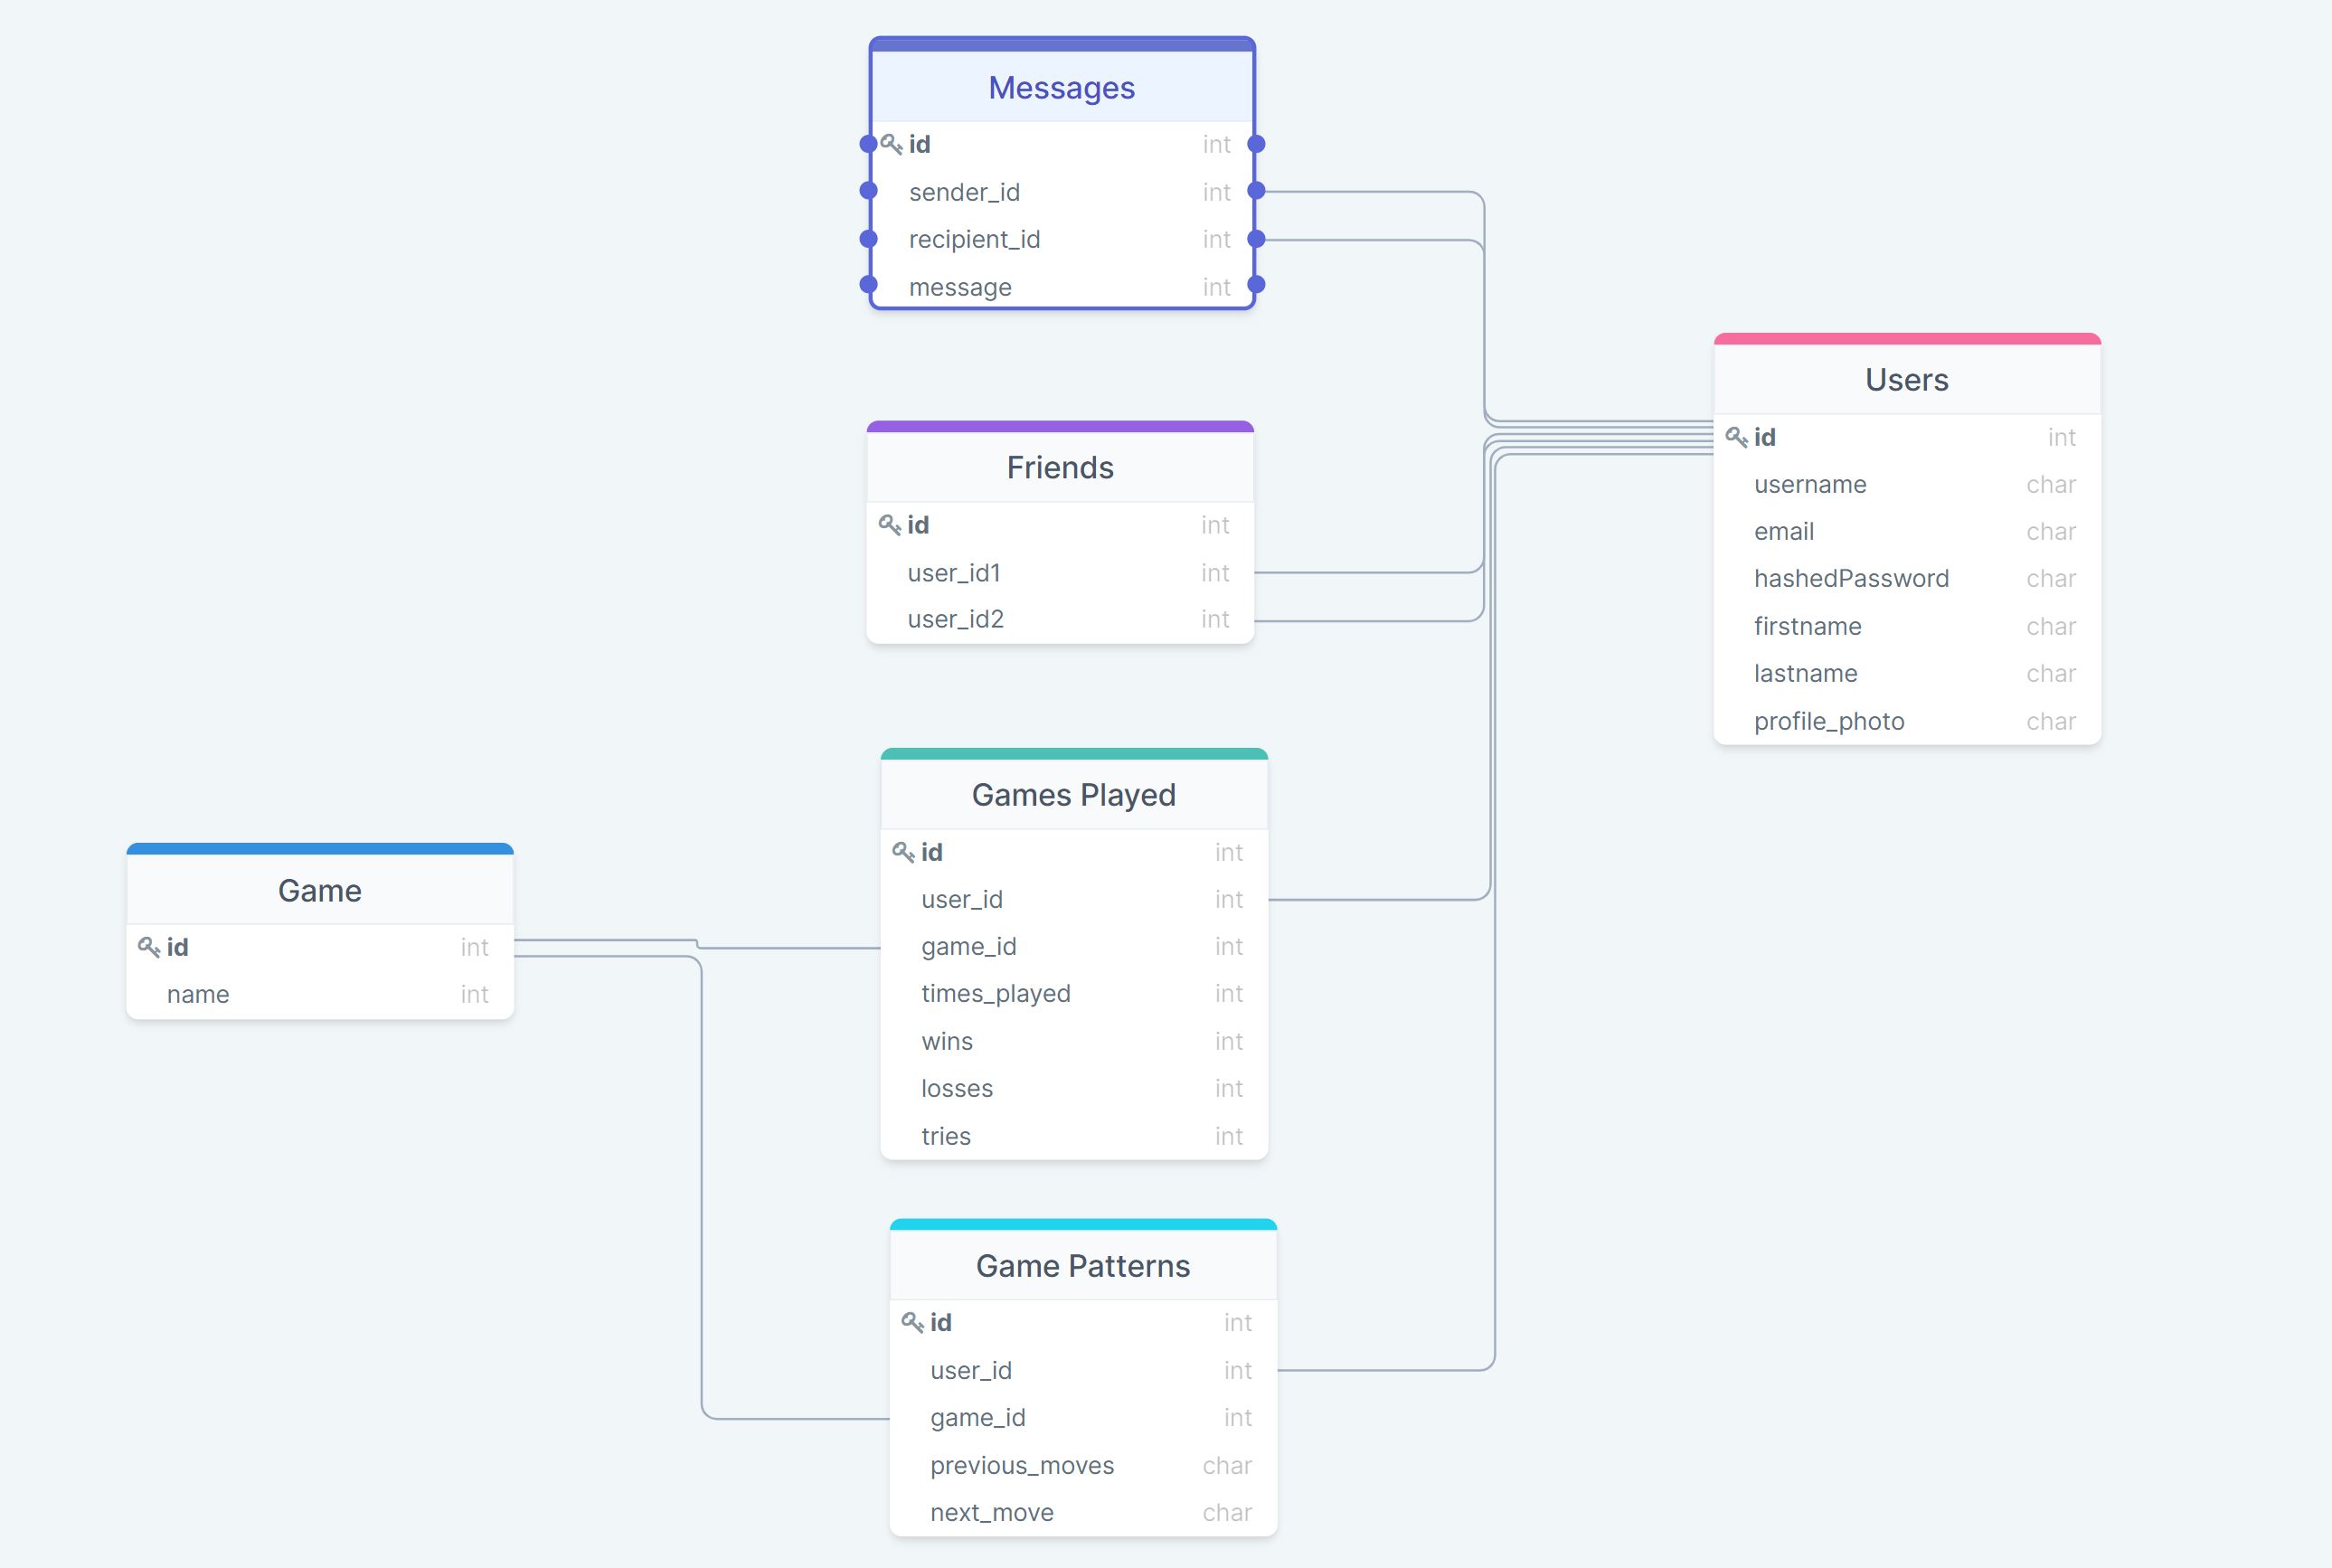 Messages
id int
sender_id int
recipient_id int
message int
Users
id int
username char
email char
hashedPassword char
firstname char
lastname char
profile_photo char
Friends
id int
user_id1 int
user_id2 int
Games Played
id int
user_id int
game_id int
times_played int
wins int
losses int
tries int
Game
id int
name int
Game Patterns
id int
user_id int
game_id int
previous_moves char
next_move char